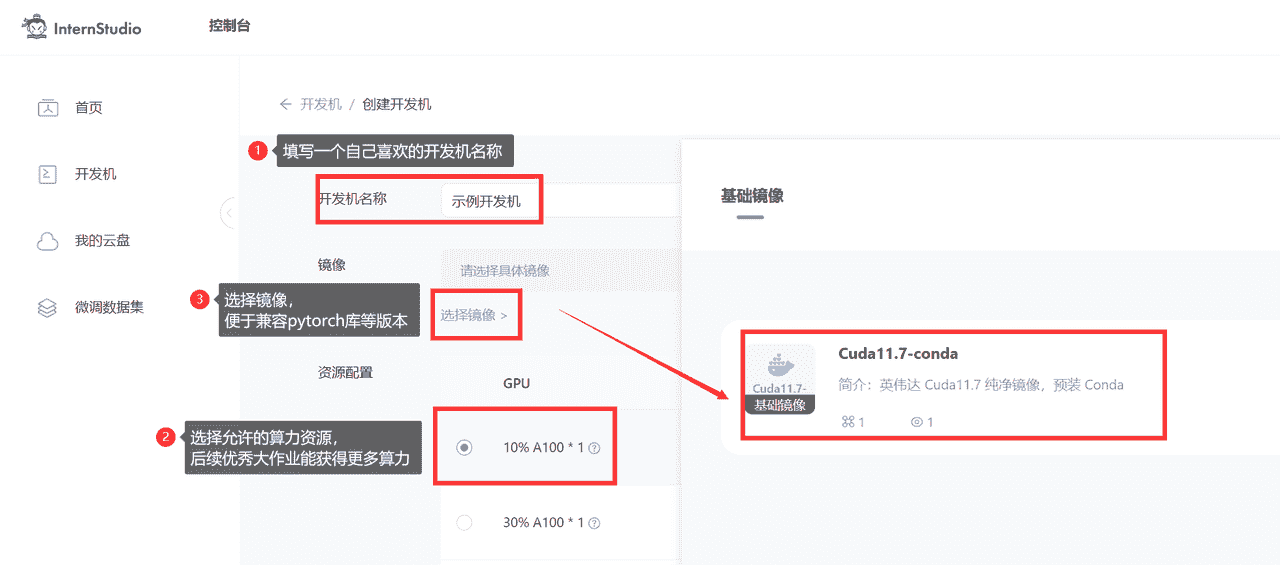 InternStudio
控制台
首页
开发机
我的云盘
微调数据集
开发机 / 创建开发机
1
填写一个自己喜欢的开发机名称
开发机名称
示例开发机
镜像
请选择具体镜像
3
选择镜像，
便于兼容pytorch库等版本
选择镜像 >
资源配置
GPU
2
选择允许的算力资源，
后续优秀大作业能获得更多算力
10% A100 * 1
30% A100 * 1
基础镜像
Cuda11.7-
基础镜像
Cuda11.7-conda
简介：英伟达 Cuda11.7 纯净镜像，预装 Conda
1
1